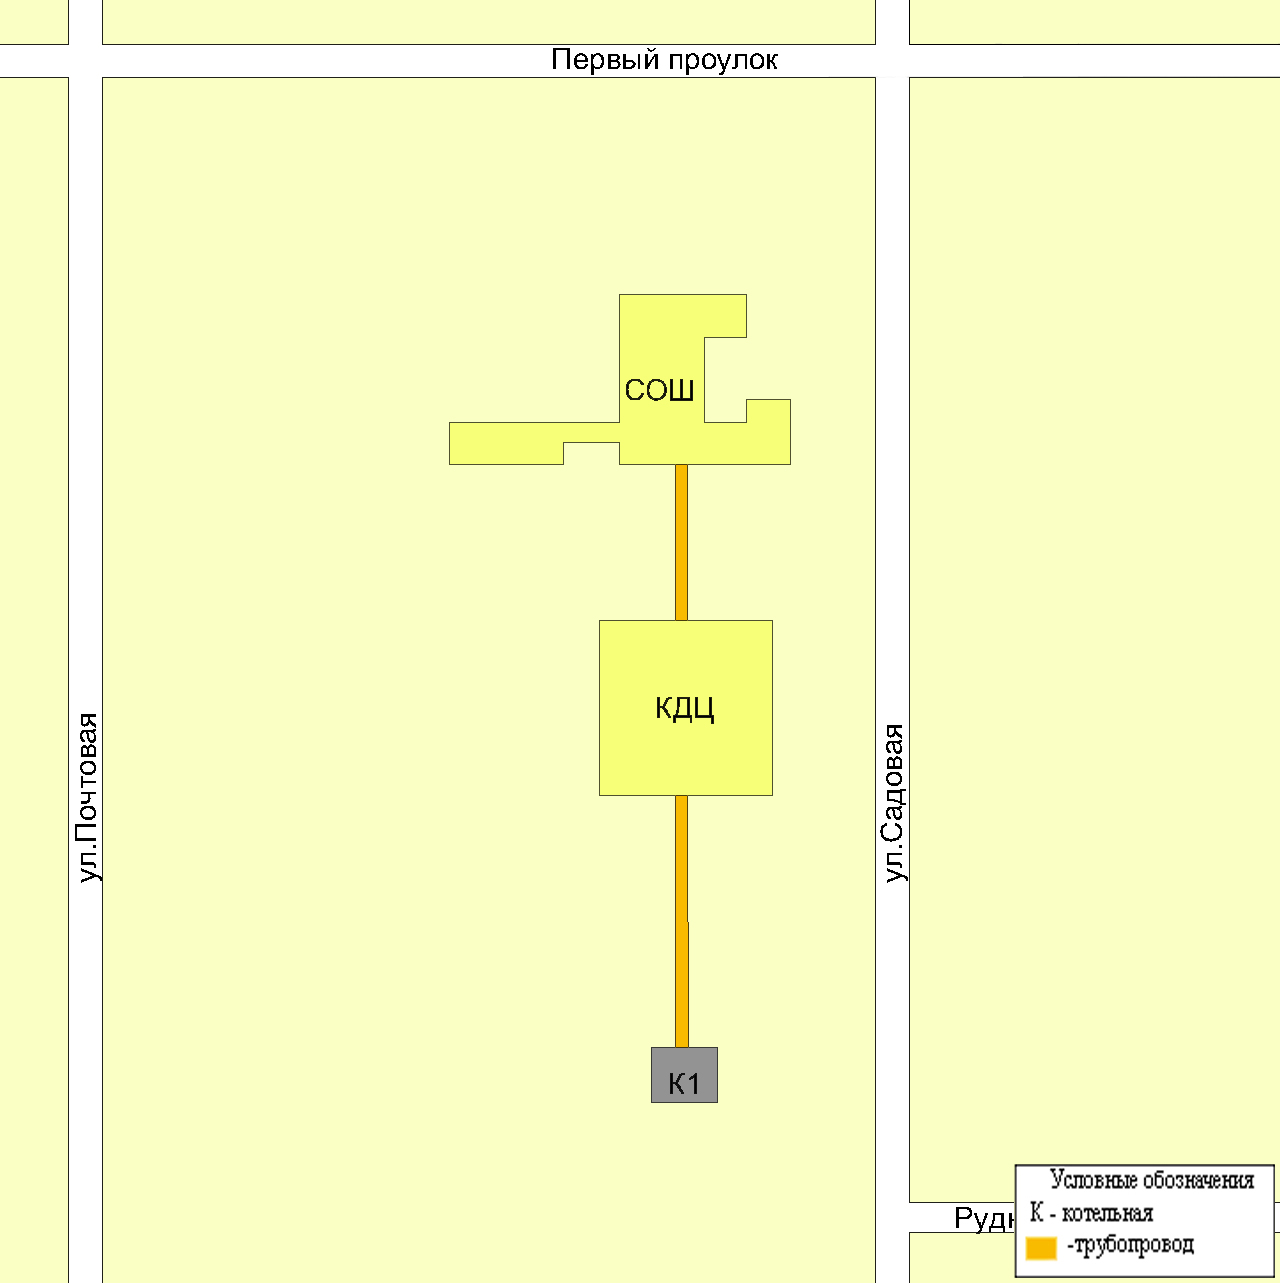 Первый проулок
СОШ
КДЦ
ул.Почтовая
ул.Садовая
К1
Условные обозначения
К - котельная
-трубопровод